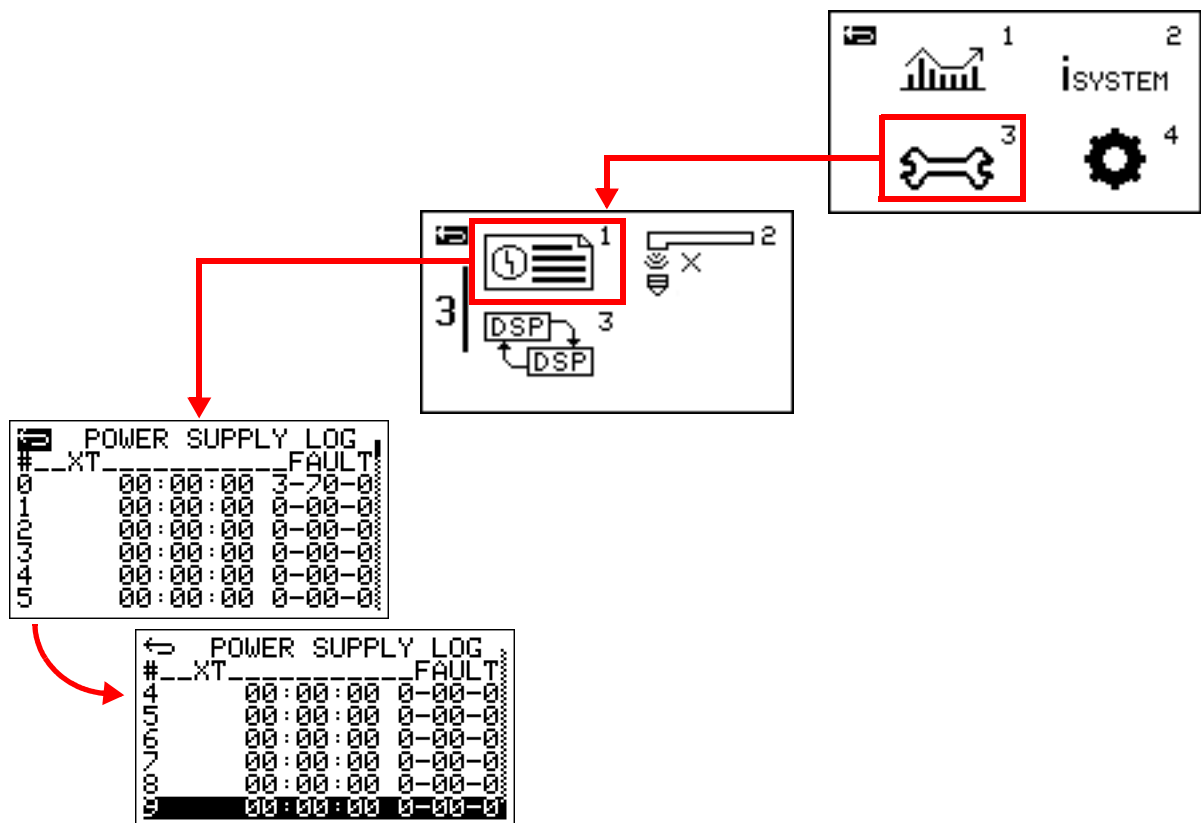 1
2
iSYSTEM
3
4
1
2
3
3
DSP
DSP
POWER SUPPLY LOG
#__XT____________FAULT
0 00:00:00 3-70-0
1 00:00:00 0-00-0
2 00:00:00 0-00-0
3 00:00:00 0-00-0
4 00:00:00 0-00-0
5 00:00:00 0-00-0
POWER SUPPLY LOG
#__XT____________FAULT
4 00:00:00 0-00-0
5 00:00:00 0-00-0
6 00:00:00 0-00-0
7 00:00:00 0-00-0
8 00:00:00 0-00-0
9 00:00:00 0-00-0